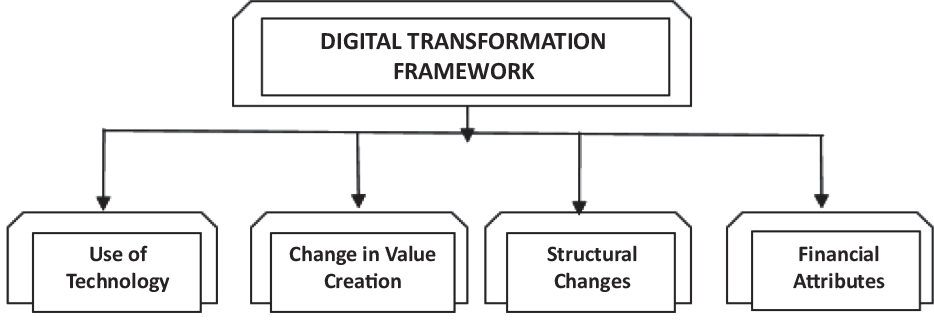 DIGITAL TRANSFORMATION
FRAMEWORK
Use of
Technology
Change in Value
Creation
Structural
Changes
Financial
Attributes